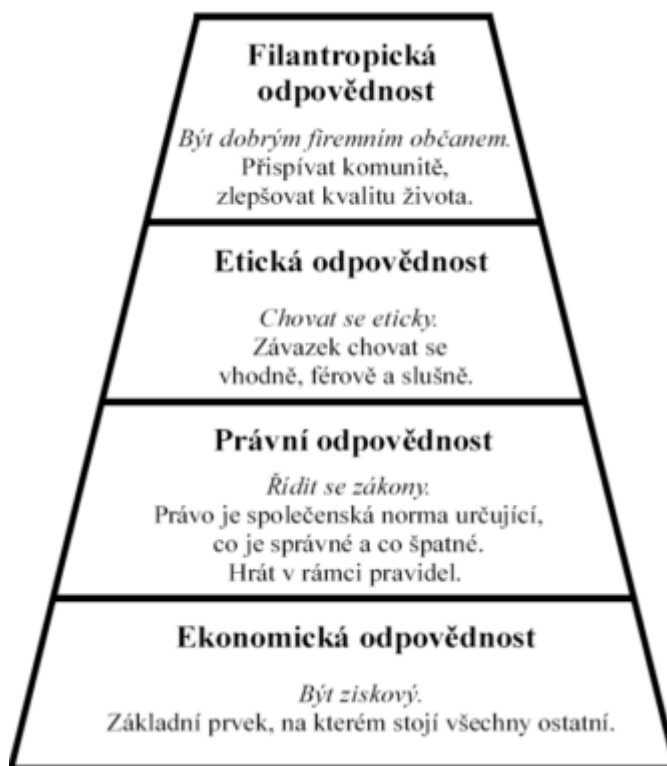 Filantropická
odpovědnost
Být dobrým firemním občanem.
Přispívat komunitě,
zlepšovat kvalitu života.
Etická odpovědnost
Chovat se eticky.
Závazek chovat se
vhodně, férově a slušně.
Právní odpovědnost
Řídit se zákony.
Právo je společenská norma určující,
co je správné a co špatné.
Hrát v rámci pravidel.
Ekonomická odpovědnost
Být ziskový.
Základní prvek, na kterém stojí všechny ostatní.